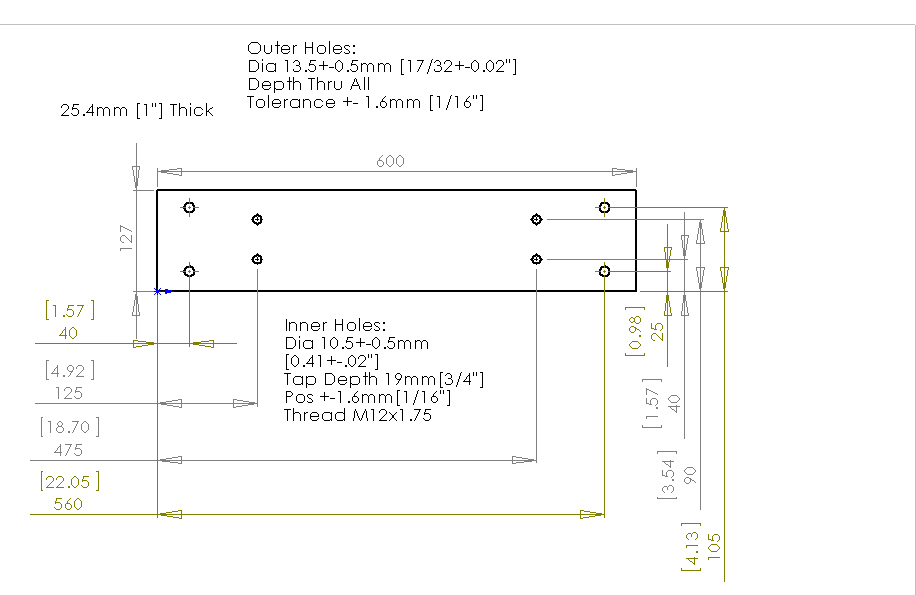 Outer Holes:
Dia 13.5+-0.5mm [17/32+-0.02"]
Depth Thru All
Tolerance +- 1.6mm [1/16"]
25.4mm [1"] Thick
600
127
[1.57 ]
40
[4.92 ]
125
[18.70 ]
475
[22.05 ]
560
Inner Holes:
Dia 10.5+-0.5mm
[0.41+-.02"]
Tap Depth 19mm[3/4"]
Pos +-1.6mm[1/16"]
Thread M12x1.75
[0.98 ]
25
[1.57 ]
40
[3.54 ]
90
[4.13 ]
105